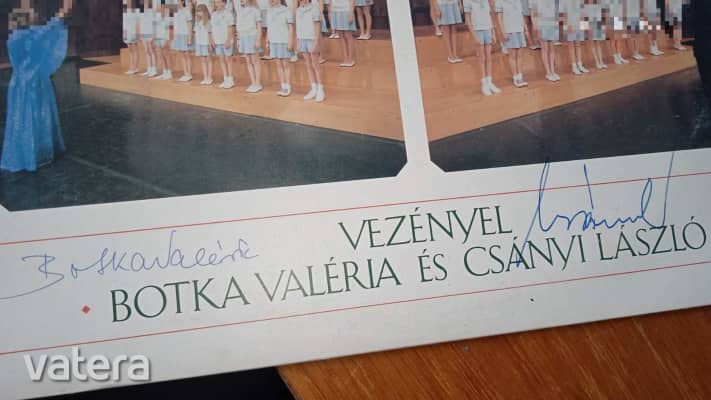 VEZÉNYEL
Botka Valéria
BOTKA VALÉRIA ÉS CSÁNYI LÁSZLÓ
vatera